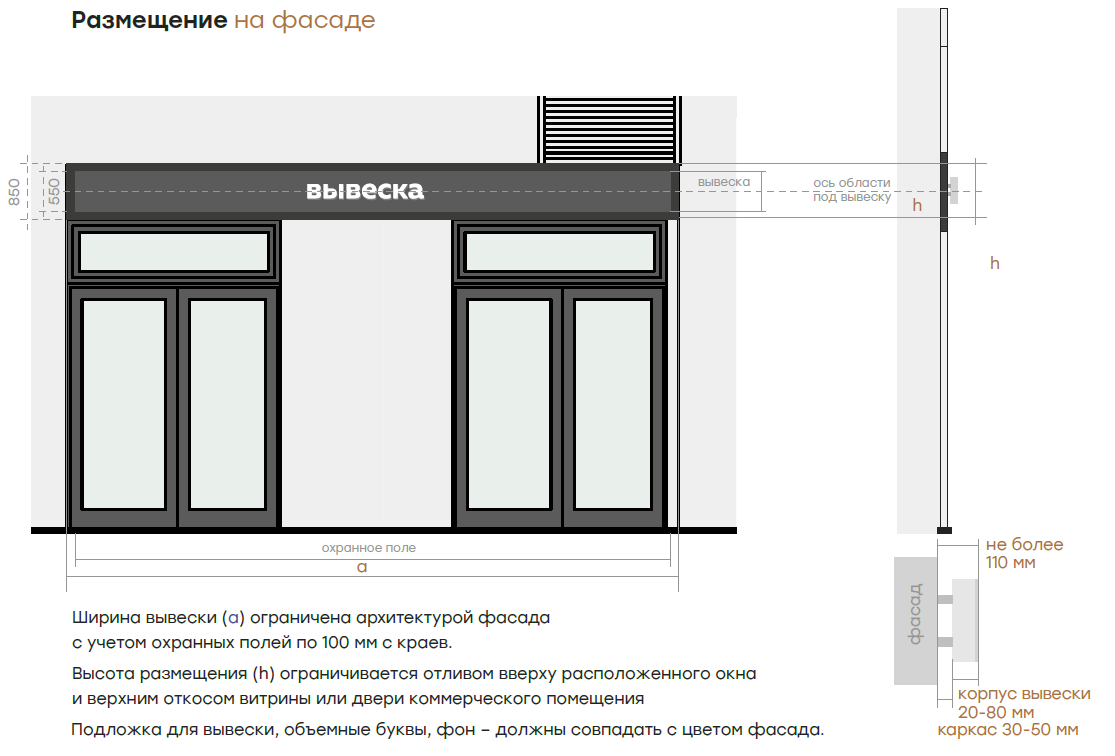 Размещение на фасаде
850
550
вывеска
вывеска
ось области
под вывеску
h
h
охранное поле
a
не более
110 мм
фасад
корпус вывески
20-80 мм
каркас 30-50 мм
Ширина вывески (a) ограничена архитектурой фасада
с учетом охранных полей по 100 мм с краев.
Высота размещения (h) ограничивается отливом вверху расположенного окна
и верхним откосом витрины или двери коммерческого помещения
Подложка для вывески, объемные буквы, фон – должны совпадать с цветом фасада.